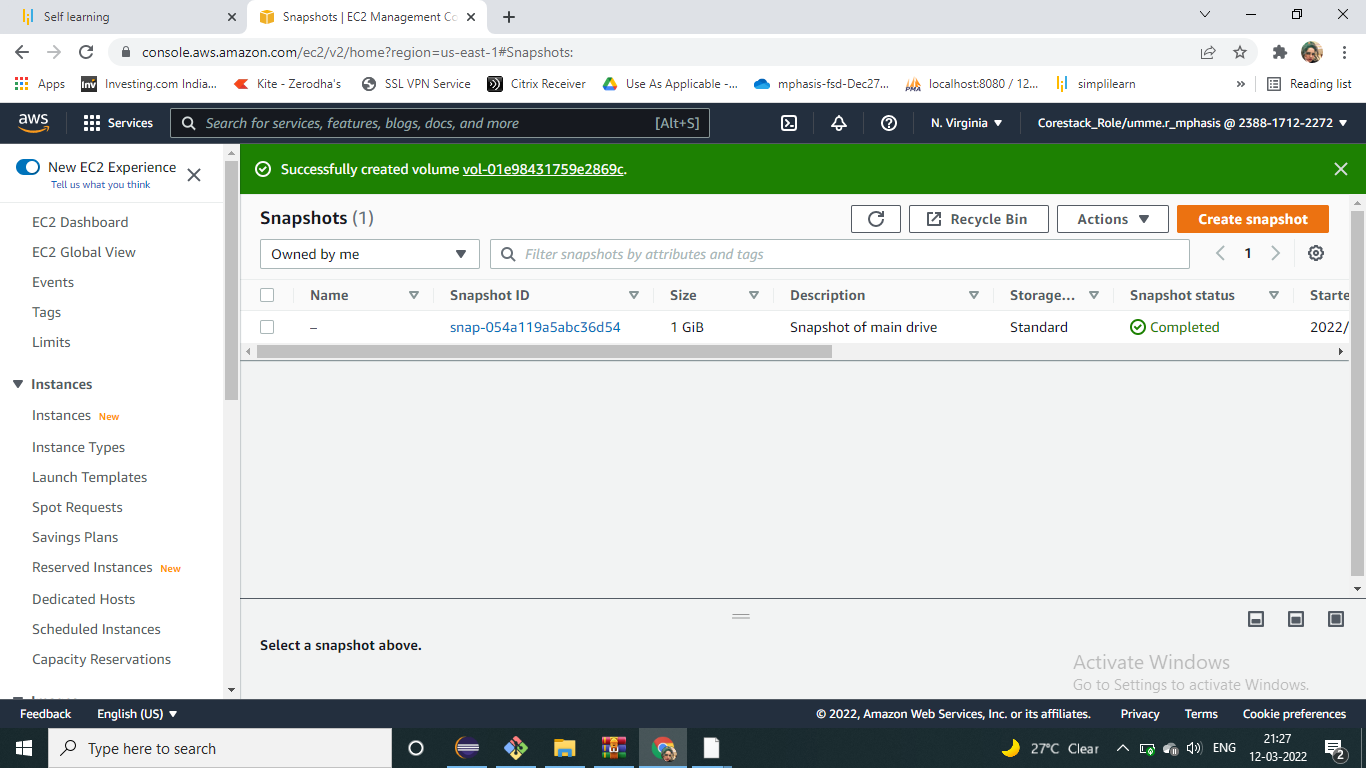 Self learning
Snapshots | EC2 Management Co
console.aws.amazon.com/ec2/v2/home?region=us-east-1#Snapshots:
Apps
inv Investing.com India...
Kite - Zerodha's
SSL VPN Service
Citrix Receiver
Use As Applicable -...
mphasis-fsd-Dec27...
localhost:8080 / 12...
simplilearn
»
Reading list
aws
Services
Search for services, features, blogs, docs, and more [Alt+S]
N. Virginia
Corestack_Role/umme.r_mphasis @ 2388-1712-2272
New EC2 Experience
Tell us what you think
EC2 Dashboard
EC2 Global View
Events
Tags
Limits
Instances
Instances New
Instance Types
Launch Templates
Spot Requests
Savings Plans
Reserved Instances New
Dedicated Hosts
Scheduled Instances
Capacity Reservations
Successfully created volume vol-01e98431759e2869c.
Snapshots (1)
Recycle Bin
Actions
Create snapshot
Owned by me
Filter snapshots by attributes and tags
1
Name Snapshot ID Size Description Storage... Snapshot status Starte
– snap-054a119a5abc36d54 1 GiB Snapshot of main drive Standard Completed 2022/
Select a snapshot above.
Activate Windows
Go to Settings to activate Windows.
Feedback English (US)
© 2022, Amazon Web Services, Inc. or its affiliates. Privacy Terms Cookie preferences
Type here to search
27°C Clear
ENG
21:27
12-03-2022
2